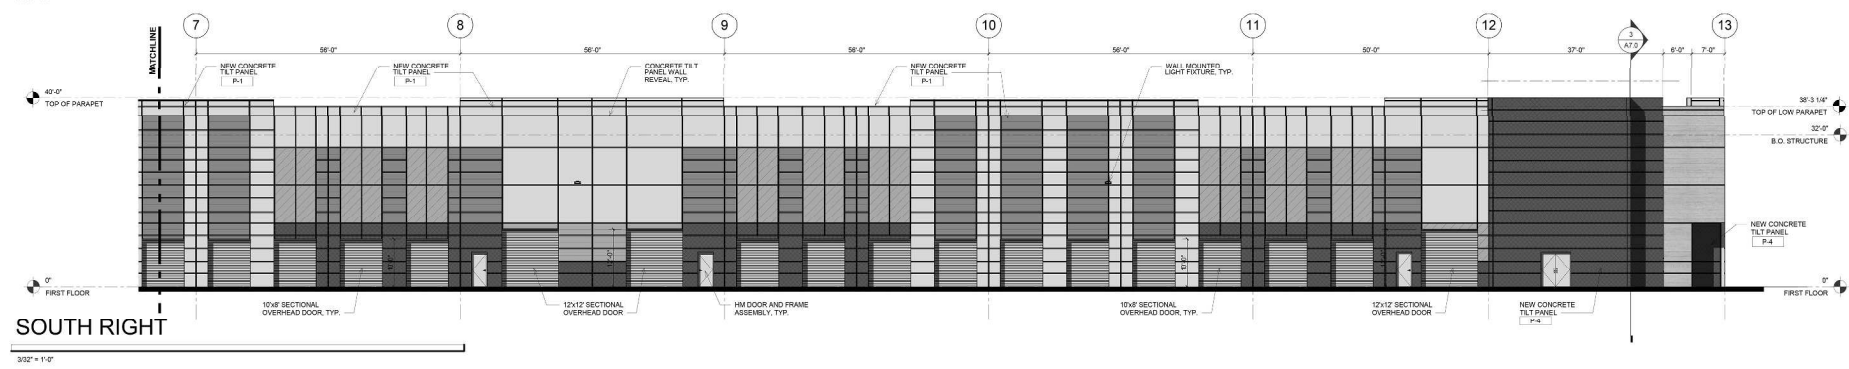 7
8
9
10
11
12
13
3
A7.0
MATCHLINE
56'-0"
56'-0"
56'-0"
56'-0"
50'-0"
37'-0"
6'-0"
7'-0"
NEW CONCRETE
TILT PANEL
P-1
NEW CONCRETE
TILT PANEL
P-1
CONCRETE TILT
PANEL WALL
REVEAL, TYP.
NEW CONCRETE
TILT PANEL
P-1
WALL MOUNTED
LIGHT FIXTURE, TYP.
40'-0"
TOP OF PARAPET
38'-3 1/4"
TOP OF LOW PARAPET
32'-0"
B.O. STRUCTURE
NEW CONCRETE
TILT PANEL
P-4
0"
FIRST FLOOR
0"
FIRST FLOOR
10'x8' SECTIONAL
OVERHEAD DOOR, TYP.
12'x12' SECTIONAL
OVERHEAD DOOR
HM DOOR AND FRAME
ASSEMBLY, TYP.
10'x8' SECTIONAL
OVERHEAD DOOR, TYP.
12'x12' SECTIONAL
OVERHEAD DOOR
NEW CONCRETE
TILT PANEL
P-4
SOUTH RIGHT
3/32" = 1'-0"